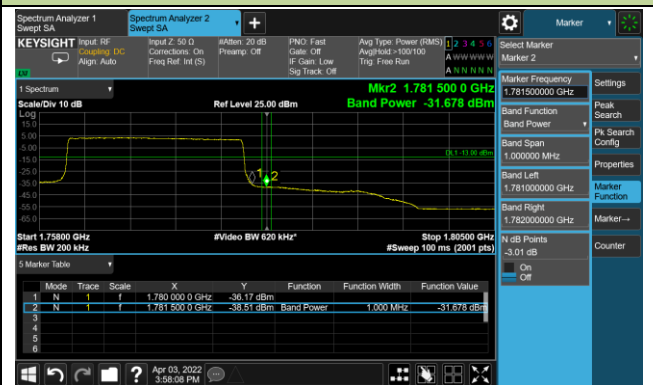 Spectrum Analyzer 1
Swept SA
Spectrum Analyzer 2
Swept SA
Marker
KEYSIGHT
Input: RF
Coupling: DC
Align: Auto
Input Z: 50 Ω
Corrections: On
Freq Ref: Int (S)
#Atten: 20 dB
Preamp: Off
PNO: Fast
Gate: Off
IF Gain: Low
Sig Track: Off
Avg Type: Power (RMS)
Avg|Hold:>100/100
Trig: Free Run
1 2 3 4 5 6
A W W W W W
A N N N N N
LXI
1 Spectrum
Mkr2 1.781 500 0 GHz
Scale/Div 10 dB
Ref Level 25.00 dBm
Band Power -31.678 dBm
Log
15.0
5.00
-5.00
-15.0
-25.0
-35.0
-45.0
-55.0
-65.0
DL1 -13.00 dBm
1
2
Start 1.75800 GHz
#Video BW 620 kHz*
Stop 1.80500 GHz
#Res BW 200 kHz
#Sweep 100 ms (2001 pts)
5 Marker Table
Mode Trace Scale X Y Function Function Width Function Value
1 N 1 f 1.780 000 0 GHz -36.17 dBm
2 N 1 f 1.781 500 0 GHz -38.51 dBm Band Power 1.000 MHz -31.678 dBm
3
4
5
6
Apr 03, 2022
3:58:08 PM
Select Marker
Marker 2
Marker Frequency
1.781500000 GHz
Band Function
Band Power
Band Span
1.000000 MHz
Band Left
1.781000000 GHz
Band Right
1.782000000 GHz
N dB Points
-3.01 dB
On
Off
Settings
Peak
Search
Pk Search
Config
Properties
Marker
Function
Marker→
Counter